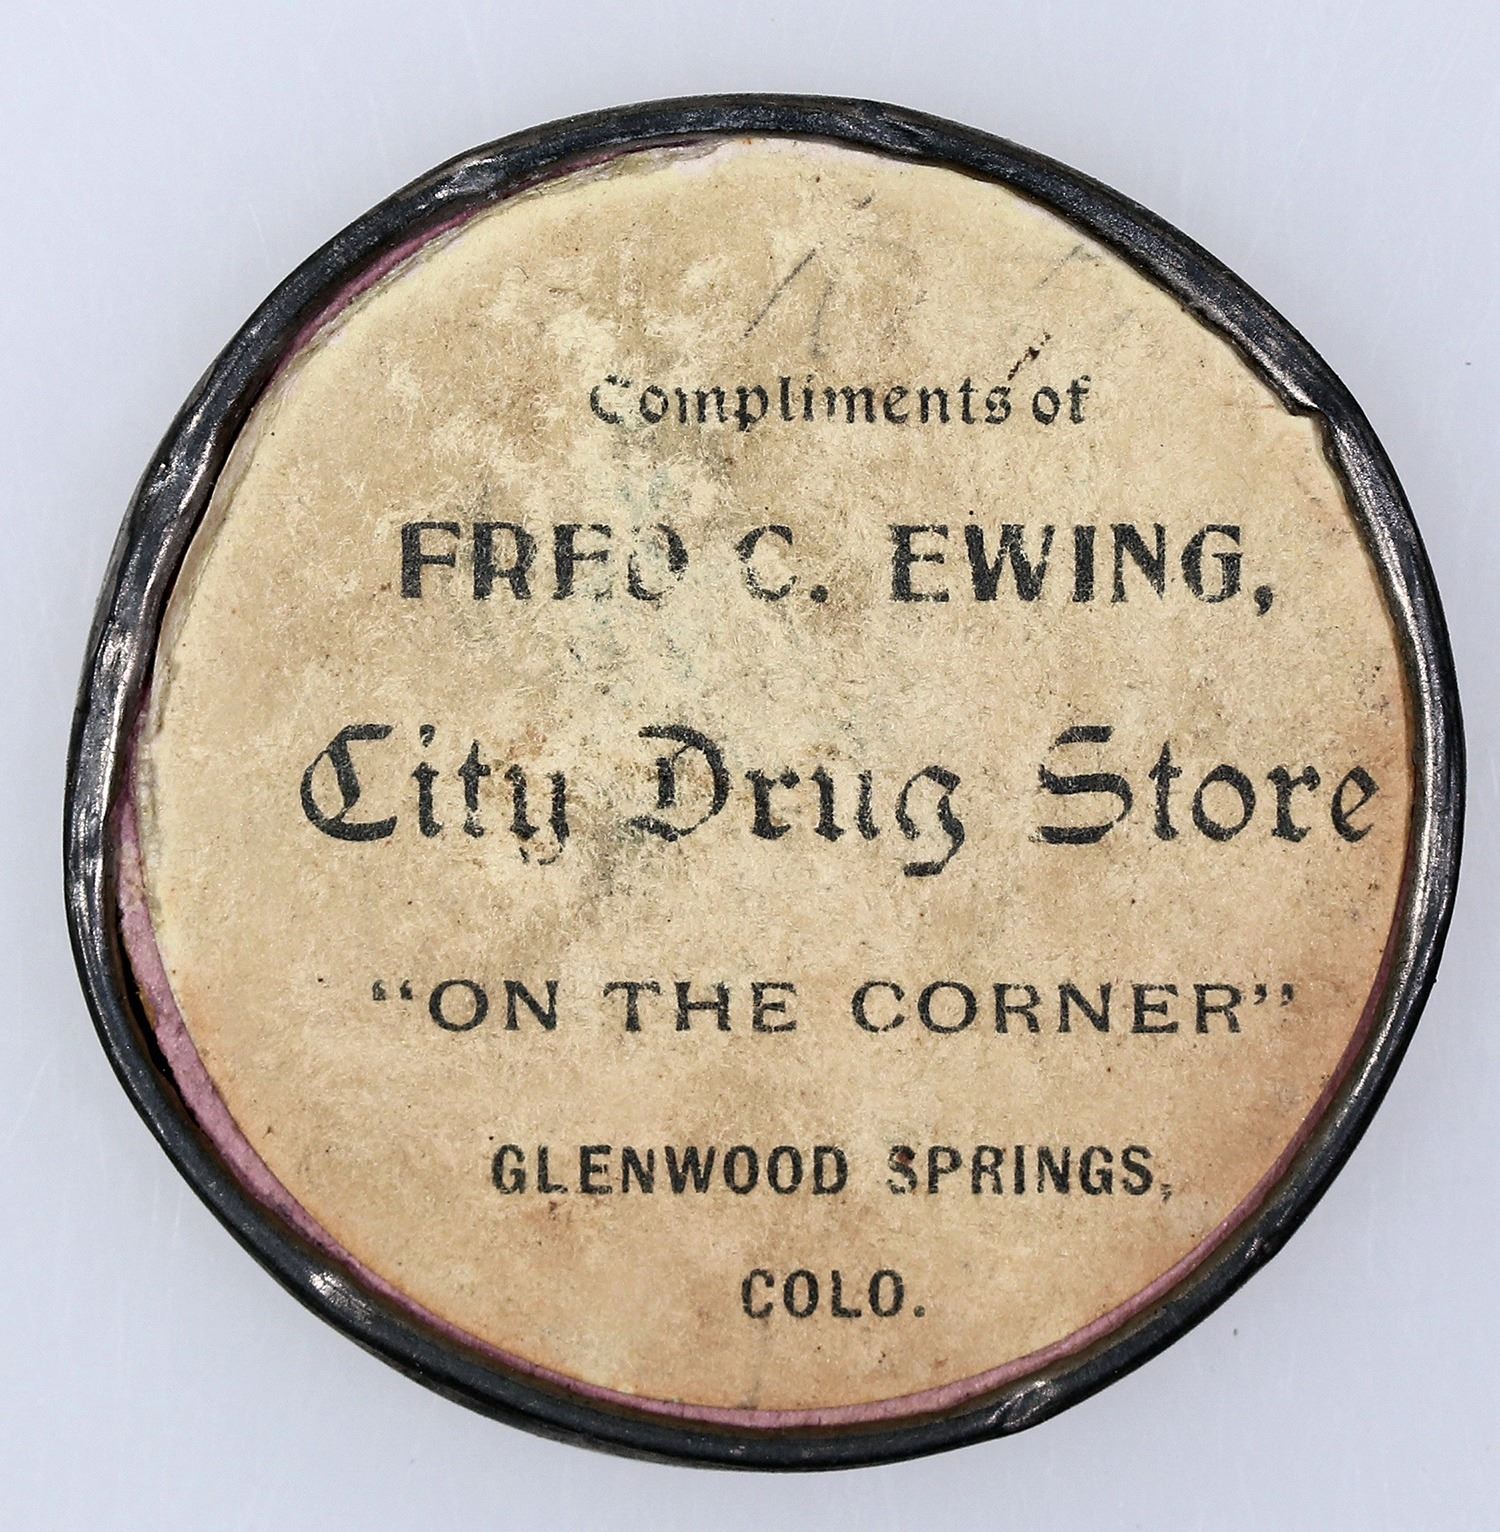 Compliments of
FRED C. EWING,
City Drug Store
“ON THE CORNER”
GLENWOOD SPRINGS,
COLO.